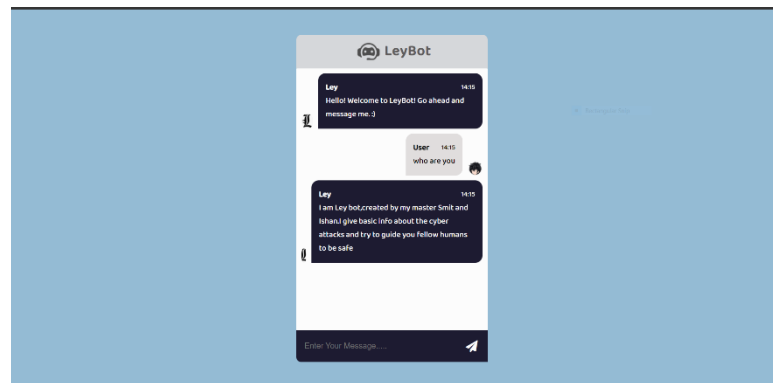 LeyBot
Ley 14:15
Hello! Welcome to LeyBot! Go ahead and
message me. :)
User 14:15
who are you
Ley 14:15
I am Ley bot,created by my master Smit and
Ishan.I give basic info about the cyber
attacks and try to guide you fellow humans
to be safe
Enter Your Message....